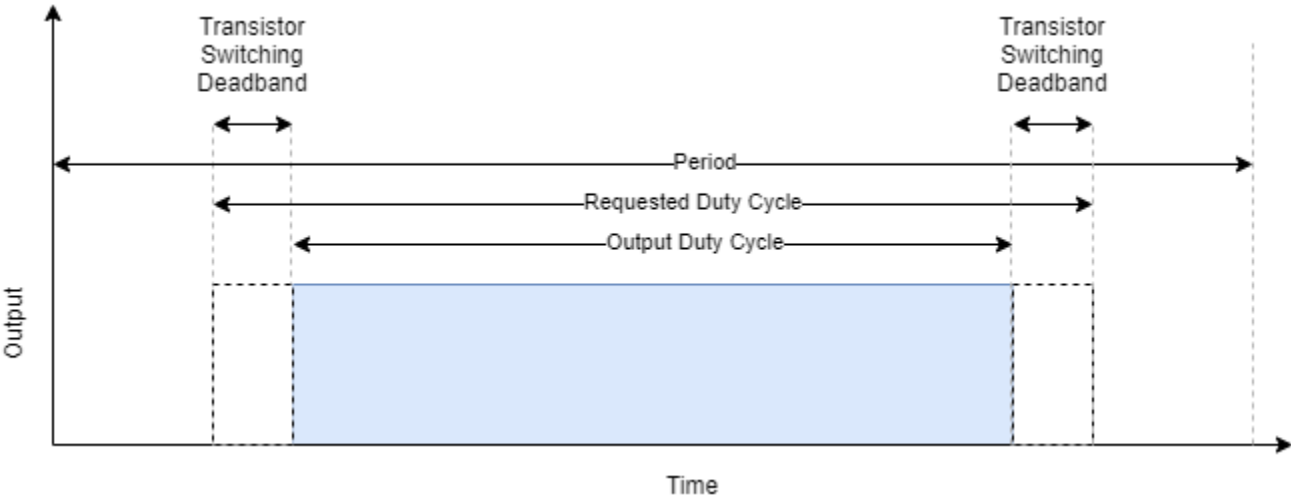 Transistor
Switching
Deadband
Transistor
Switching
Deadband
Period
Requested Duty Cycle
Output Duty Cycle
Output
Time